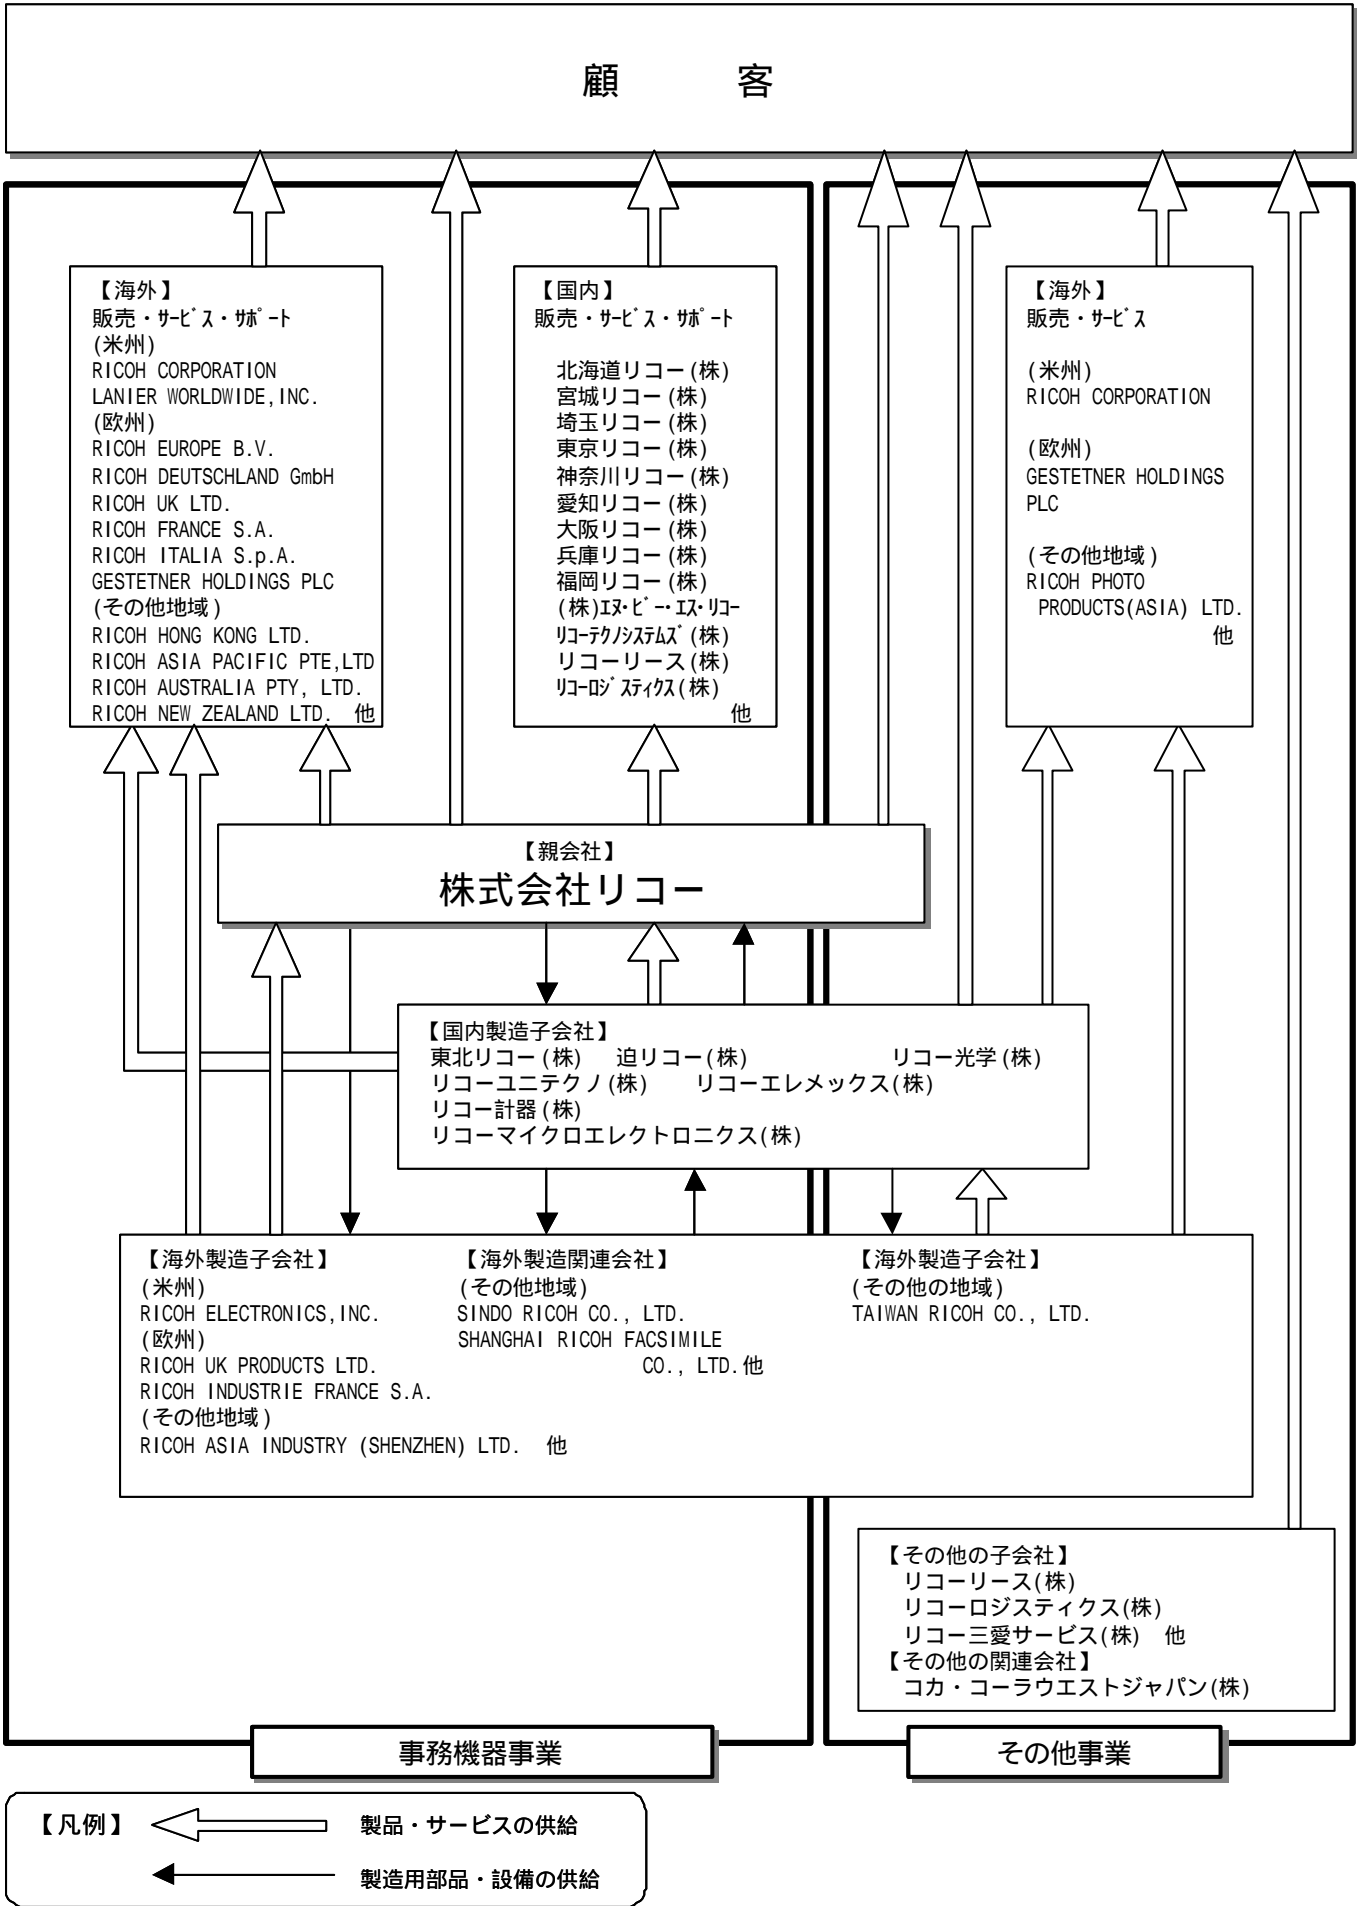 顧 客
【海外】
販売・ｻｰﾋﾞｽ・ｻﾎﾟｰﾄ
(米州)
RICOH CORPORATION
LANIER WORLDWIDE,INC.
(欧州)
RICOH EUROPE B.V.
RICOH DEUTSCHLAND GmbH
RICOH UK LTD.
RICOH FRANCE S.A.
RICOH ITALIA S.p.A.
GESTETNER HOLDINGS PLC
(その他地域)
RICOH HONG KONG LTD.
RICOH ASIA PACIFIC PTE,LTD
RICOH AUSTRALIA PTY, LTD.
RICOH NEW ZEALAND LTD. 他
【国内】
販売・ｻｰﾋﾞｽ・ｻﾎﾟｰﾄ
北海道リコー(株)
宮城リコー(株)
埼玉リコー(株)
東京リコー(株)
神奈川リコー(株)
愛知リコー(株)
大阪リコー(株)
兵庫リコー(株)
福岡リコー(株)
(株)ｴﾇ･ﾋﾞｰ･ｴｽ･ﾘｺｰ
ﾘｺｰﾃｸﾉｼｽﾃﾑｽﾞ(株)
リコーリース(株)
ﾘｺｰﾛｼﾞｽﾃｨｸｽ(株)
他
【海外】
販売・ｻｰﾋﾞｽ
(米州)
RICOH CORPORATION
(欧州)
GESTETNER HOLDINGS
PLC
(その他地域)
RICOH PHOTO
PRODUCTS(ASIA) LTD.
他
【親会社】
株式会社リコー
【国内製造子会社】
東北リコー(株) 迫リコー(株) リコー光学(株)
リコーユニテクノ(株) リコーエレメックス(株)
リコー計器(株)
リコーマイクロエレクトロニクス(株)
【海外製造子会社】
(米州)
RICOH ELECTRONICS,INC.
(欧州)
RICOH UK PRODUCTS LTD.
RICOH INDUSTRIE FRANCE S.A.
(その他地域)
RICOH ASIA INDUSTRY (SHENZHEN) LTD. 他
【海外製造関連会社】
(その他地域)
SINDO RICOH CO., LTD.
SHANGHAI RICOH FACSIMILE
CO., LTD.他
【海外製造子会社】
(その他の地域)
TAIWAN RICOH CO., LTD.
【その他の子会社】
リコーリース(株)
リコーロジスティクス(株)
リコー三愛サービス(株) 他
【その他の関連会社】
コカ・コーラウエストジャパン(株)
事務機器事業
その他事業
【凡例】 製品・サービスの供給
製造用部品・設備の供給